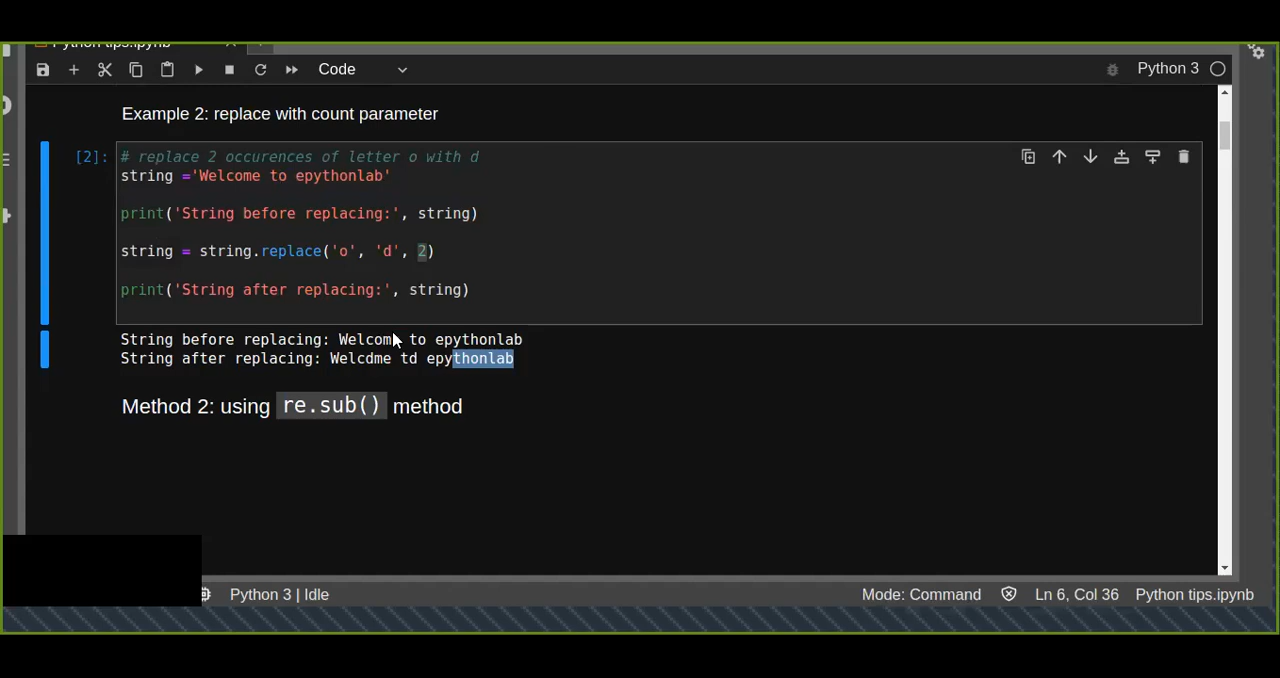 Python tips.ipynb
Code
Python 3
Example 2: replace with count parameter
[2]:
# replace 2 occurences of letter o with d
string ='Welcome to epythonlab'
print('String before replacing:', string)
string = string.replace('o', 'd', 2)
print('String after replacing:', string)
String before replacing: Welcome to epythonlab
String after replacing: Welcdme td epythonlab
Method 2: using re.sub() method
Python 3 | Idle
Mode: Command
Ln 6, Col 36
Python tips.ipynb